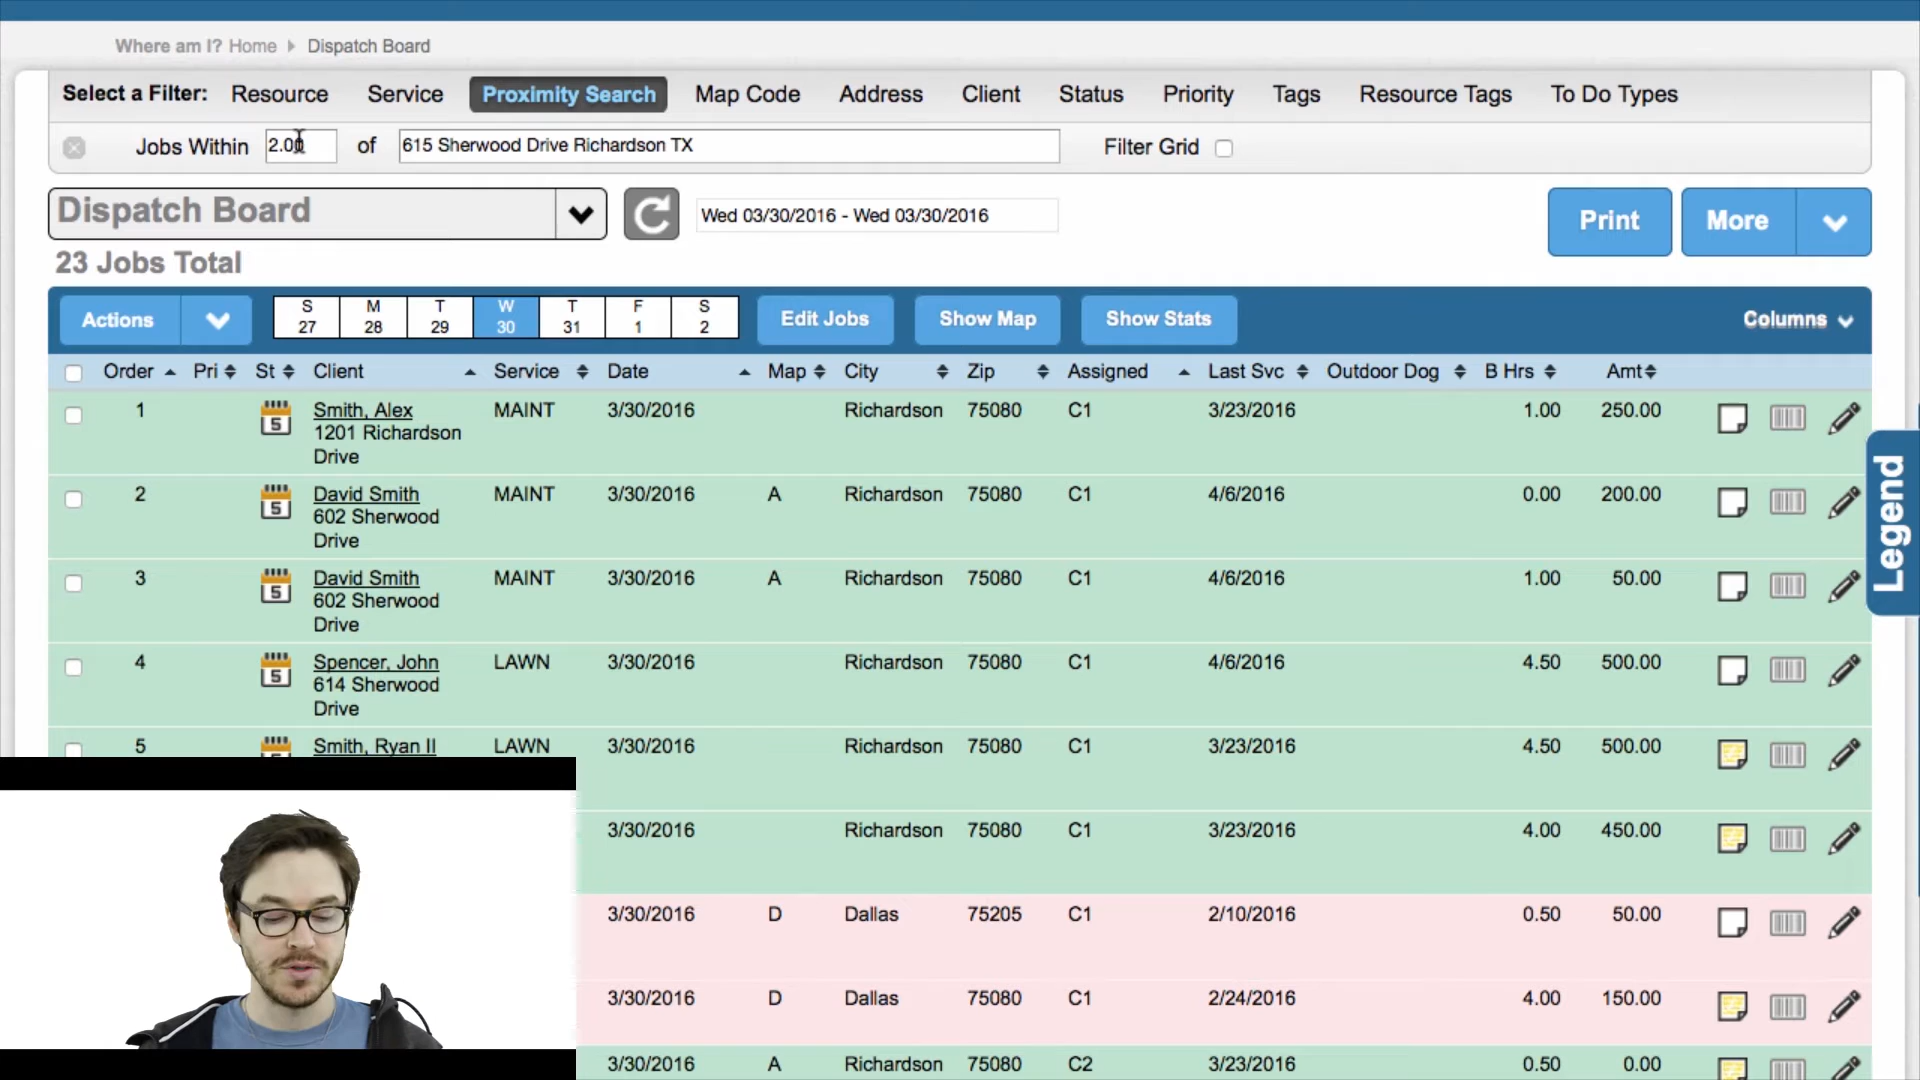 Where am I? Home Dispatch Board
Select a Filter: Resource Service Proximity Search Map Code Address Client Status Priority Tags Resource Tags To Do Types
Jobs Within 2.00 of 615 Sherwood Drive Richardson TX Filter Grid
Dispatch Board Wed 03/30/2016 - Wed 03/30/2016 Print More
23 Jobs Total
Actions S 27 M 28 T 29 W 30 T 31 F 1 S 2 Edit Jobs Show Map Show Stats Columns
Order Pri St Client Service Date Map City Zip Assigned Last Svc Outdoor Dog B Hrs Amt
1 5 Smith, Alex MAINT 3/30/2016 Richardson 75080 C1 3/23/2016 1.00 250.00
1201 Richardson
Drive
2 5 David Smith MAINT 3/30/2016 A Richardson 75080 C1 4/6/2016 0.00 200.00
602 Sherwood
Drive
3 5 David Smith MAINT 3/30/2016 A Richardson 75080 C1 4/6/2016 1.00 50.00
602 Sherwood
Drive
4 5 Spencer, John LAWN 3/30/2016 Richardson 75080 C1 4/6/2016 4.50 500.00
614 Sherwood
Drive
5 Smith, Ryan II LAWN 3/30/2016 Richardson 75080 C1 3/23/2016 4.50 500.00
3/30/2016 Richardson 75080 C1 3/23/2016 4.00 450.00
3/30/2016 D Dallas 75205 C1 2/10/2016 0.50 50.00
3/30/2016 D Dallas 75080 C1 2/24/2016 4.00 150.00
3/30/2016 A Richardson 75080 C2 3/23/2016 0.50 0.00
Legend